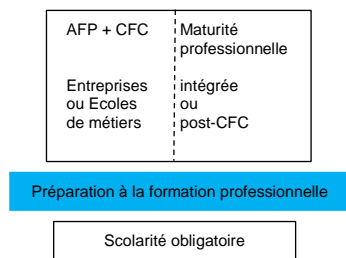 AFP + CFC
Entreprises
ou Ecoles
de métiers
Maturité
professionnelle
intégrée
ou
post-CFC
Préparation à la formation professionnelle
Scolarité obligatoire